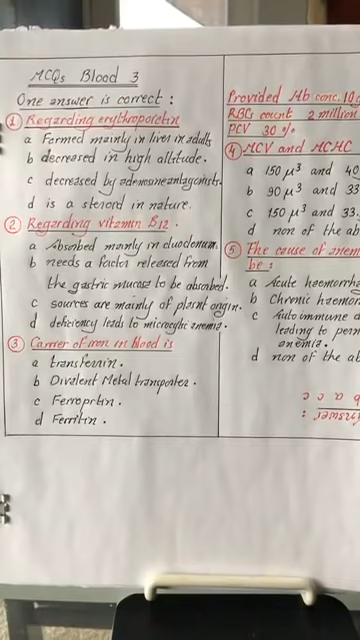 MCQs Blood 3
One answer is correct :
① Regarding erythropoietin
a Formed mainly in liver in adults
b decreased in high altitude.
c decreased by adenosine antagonists.
d is a steroid in nature.
② Regarding vitamin B12.
a Absorbed mainly in duodenum.
b needs a factor released from
the gastric mucosa to be absorbed.
c sources are mainly of plant origin.
d deficiency leads to microcytic anemia.
③ Carrier of iron in blood is
a transferrin.
b Divalent Metal transporter.
c Ferroprtin.
d Ferritin.
Provided Hb conc. 10g
RBCs count 2 million
PCV 30 %
④ MCV and MCHC
a 150 µ³ and 40
b 90 µ³ and 33
c 150 µ³ and 33.
d non of the ab
⑤ The cause of anem
be :
a Acute haemorrha
b Chronic haemor
c Auto immune d
leading to pern
anemia.
d non of the ab
Answer :
b a c c